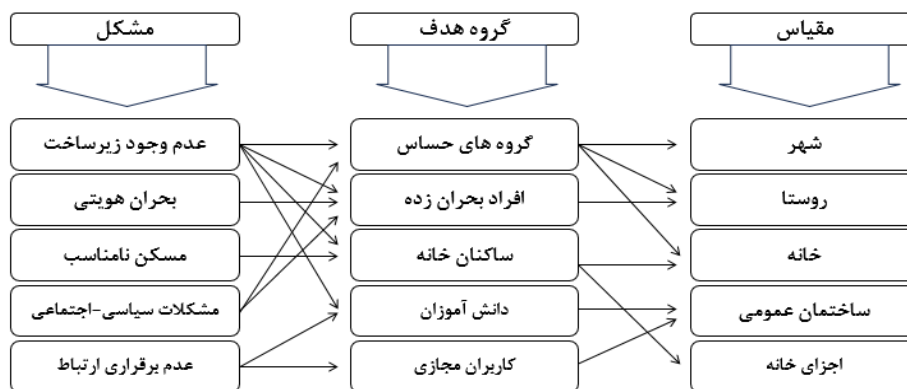 مشکل
گروه هدف
مقیاس
عدم وجود زیرساخت
گروه های حساس
شهر
بحران هویتی
افراد بحران زده
روستا
مسکن نامناسب
ساکنان خانه
خانه
مشکلات سیاسی-اجتماعی
دانش آموزان
ساختمان عمومی
عدم برقراری ارتباط
کاربران مجازی
اجزای خانه